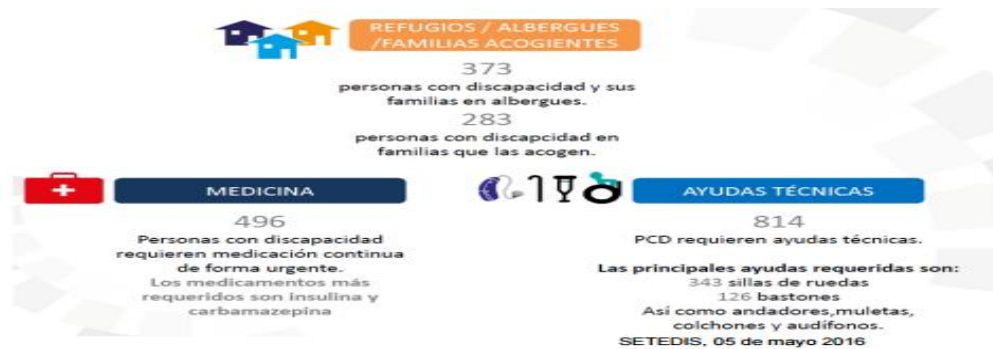 REFUGIOS / ALBERGUES
/FAMILIAS ACOGIENTES
373
personas con discapacidad y sus
familias en albergues.
283
personas con discapcidad en
familias que las acogen.
MEDICINA
496
Personas con discapacidad
requieren medicación continua
de forma urgente.
Los medicamentos más
requeridos son insulina y
carbamazepina
AYUDAS TÉCNICAS
814
PCD requieren ayudas técnicas.
Las principales ayudas requeridas son:
343 sillas de ruedas
126 bastones
Así como andadores,muletas,
colchones y audífonos.
SETEDIS, 05 de mayo 2016